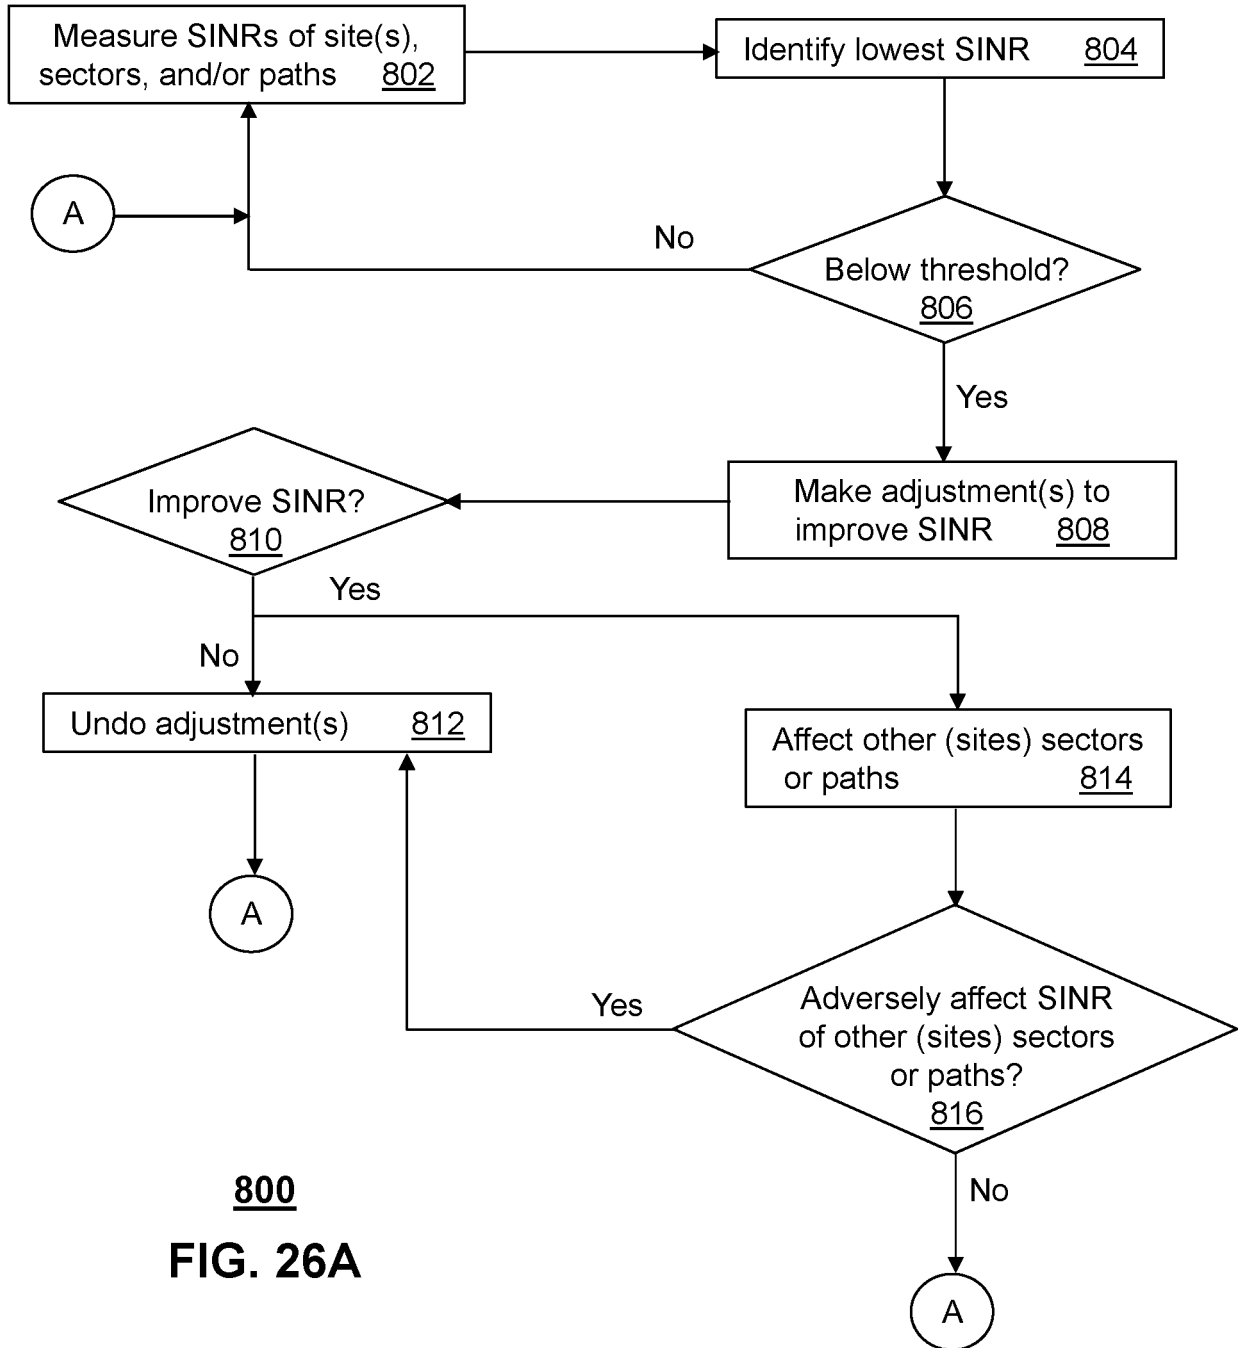 Measure SINRs of site(s),
sectors, and/or paths 802
Identify lowest SINR 804
A
No
Below threshold?
806
Yes
Improve SINR?
810
Make adjustment(s) to
improve SINR 808
Yes
No
Undo adjustment(s) 812
Affect other (sites) sectors
or paths 814
A
Yes
Adversely affect SINR
of other (sites) sectors
or paths?
816
No
800
FIG. 26A
A